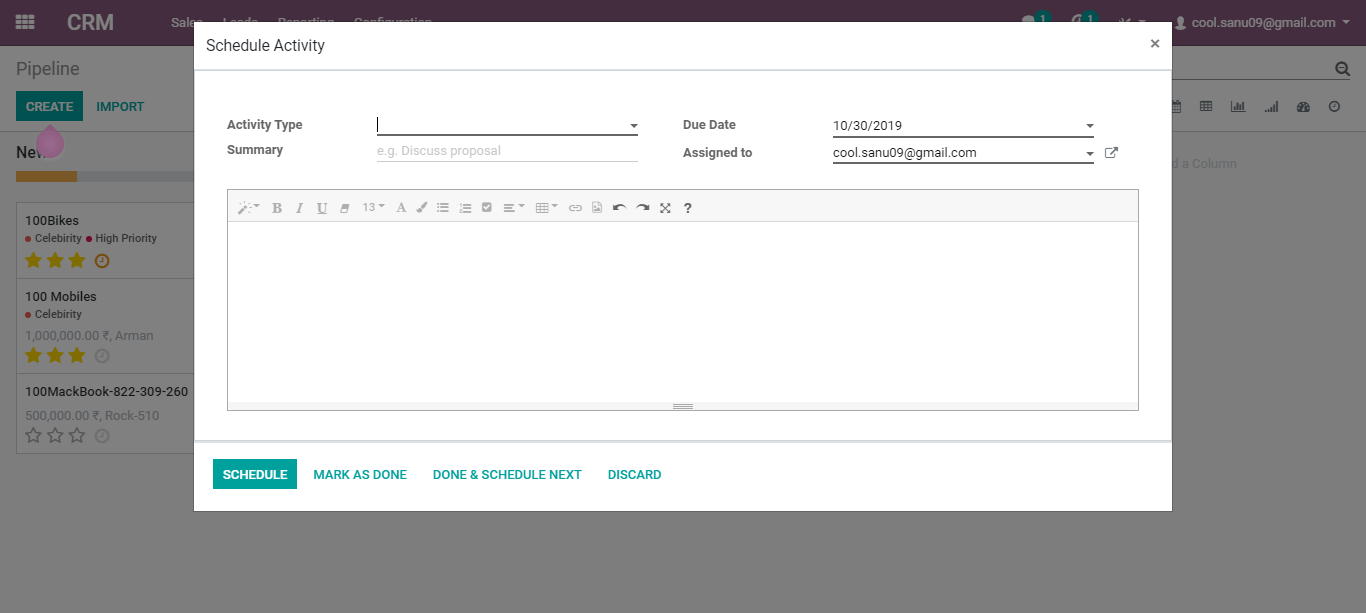 CRM
Sales Leads Reporting Configuration
1
1
cool.sanu09@gmail.com
Schedule Activity
×
Pipeline
CREATE
IMPORT
Activity Type
Due Date
10/30/2019
Summary
e.g. Discuss proposal
Assigned to
cool.sanu09@gmail.com
New
d a Column
B I U 13 A ?
100Bikes
Celebirity High Priority
100 Mobiles
Celebirity
1,000,000.00 ₹, Arman
100MackBook-822-309-260
500,000.00 ₹, Rock-510
SCHEDULE
MARK AS DONE
DONE & SCHEDULE NEXT
DISCARD